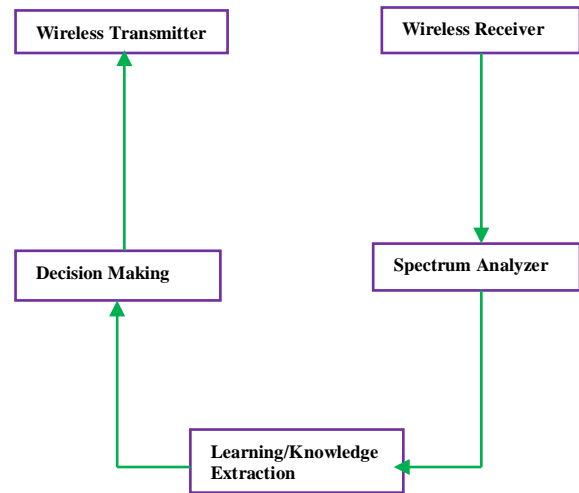 Wireless Transmitter
Wireless Receiver
Decision Making
Spectrum Analyzer
Learning/Knowledge
Extraction